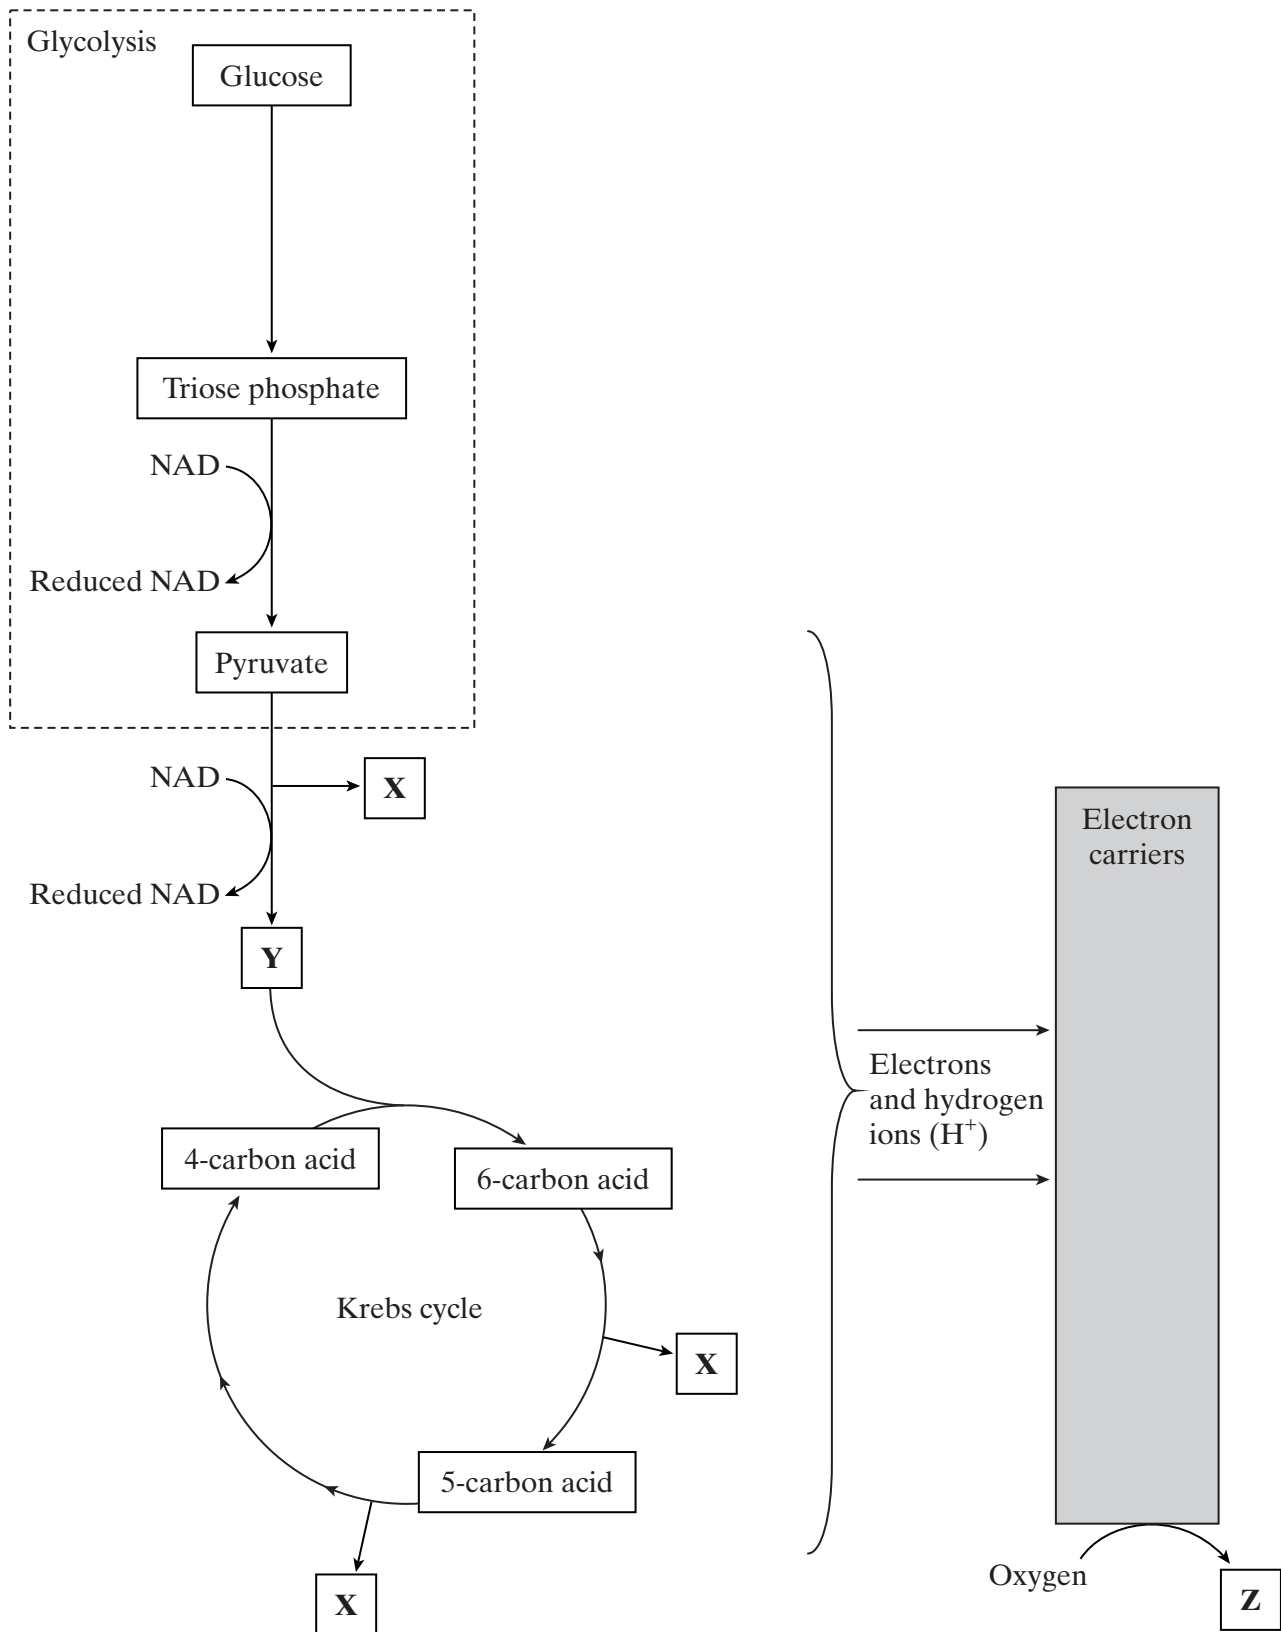 Glycolysis
Glucose
Triose phosphate
NAD
Reduced NAD
Pyruvate
NAD
X
Reduced NAD
Y
4-carbon acid
6-carbon acid
Krebs cycle
X
5-carbon acid
X
Electrons
and hydrogen
ions (H⁺)
Electron
carriers
Oxygen
Z